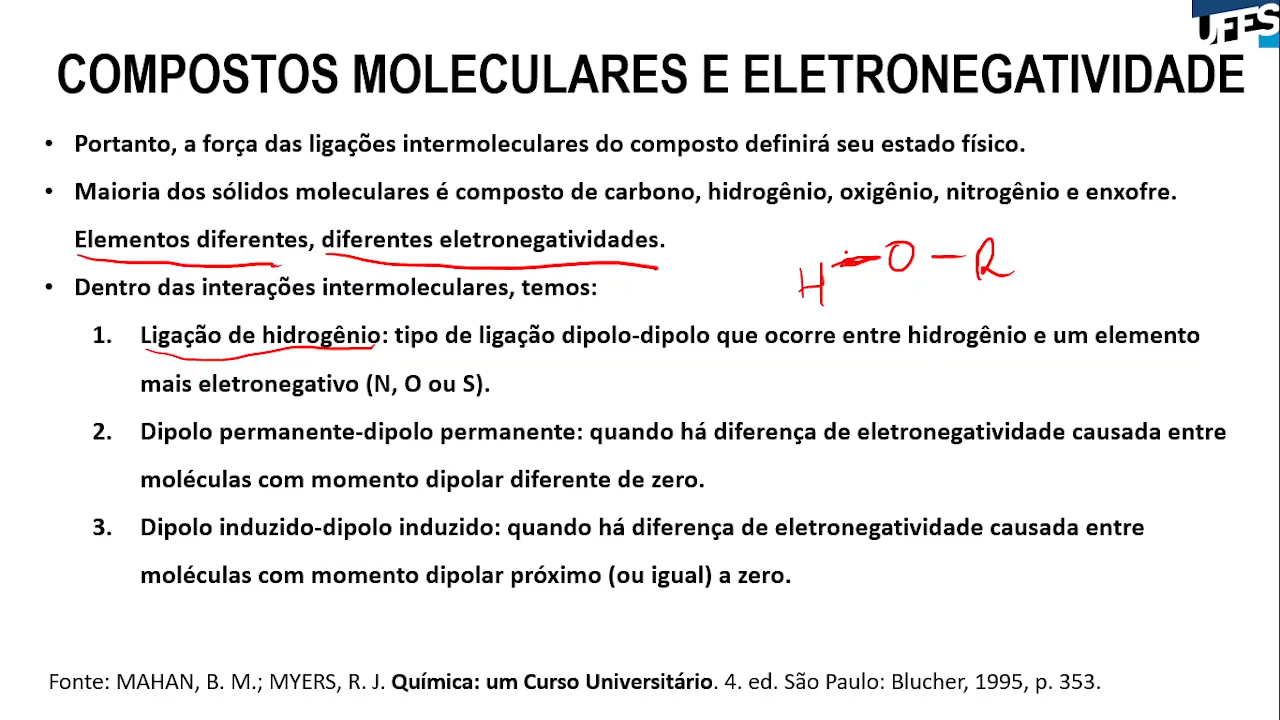 UFES
COMPOSTOS MOLECULARES E ELETRONEGATIVIDADE
• Portanto, a força das ligações intermoleculares do composto definirá seu estado físico.
• Maioria dos sólidos moleculares é composto de carbono, hidrogênio, oxigênio, nitrogênio e enxofre.
Elementos diferentes, diferentes eletronegatividades.
H - O - R
• Dentro das interações intermoleculares, temos:
1. Ligação de hidrogênio: tipo de ligação dipolo-dipolo que ocorre entre hidrogênio e um elemento
mais eletronegativo (N, O ou S).
2. Dipolo permanente-dipolo permanente: quando há diferença de eletronegatividade causada entre
moléculas com momento dipolar diferente de zero.
3. Dipolo induzido-dipolo induzido: quando há diferença de eletronegatividade causada entre
moléculas com momento dipolar próximo (ou igual) a zero.
Fonte: MAHAN, B. M.; MYERS, R. J. Química: um Curso Universitário. 4. ed. São Paulo: Blucher, 1995, p. 353.